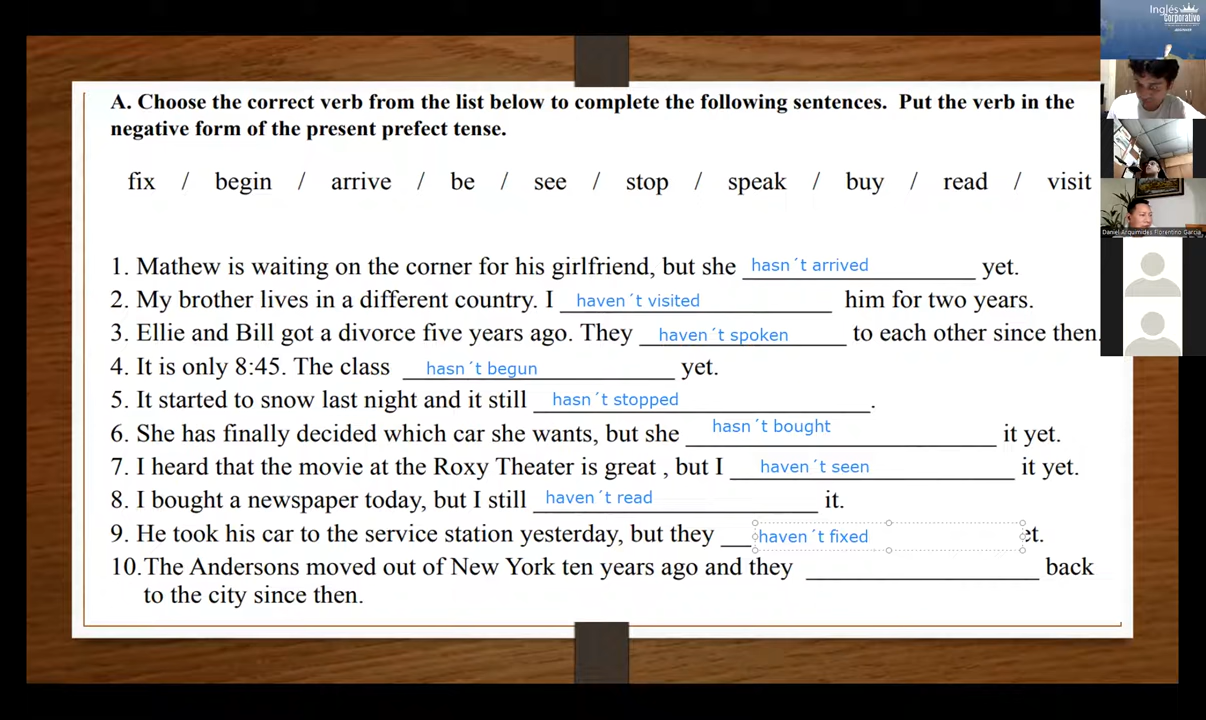 Inglés
Corporativo
A. Choose the correct verb from the list below to complete the following sentences. Put the verb in the
negative form of the present prefect tense.
fix / begin / arrive / be / see / stop / speak / buy / read / visit
1. Mathew is waiting on the corner for his girlfriend, but she hasn´t arrived yet.
2. My brother lives in a different country. I haven´t visited him for two years.
3. Ellie and Bill got a divorce five years ago. They haven´t spoken to each other since then.
4. It is only 8:45. The class hasn´t begun yet.
5. It started to snow last night and it still hasn´t stopped.
6. She has finally decided which car she wants, but she hasn´t bought it yet.
7. I heard that the movie at the Roxy Theater is great , but I haven´t seen it yet.
8. I bought a newspaper today, but I still haven´t read it.
9. He took his car to the service station yesterday, but they haven´t fixed et.
10.The Andersons moved out of New York ten years ago and they ____ back
to the city since then.
Daniel Arquimides Florentino Garcia